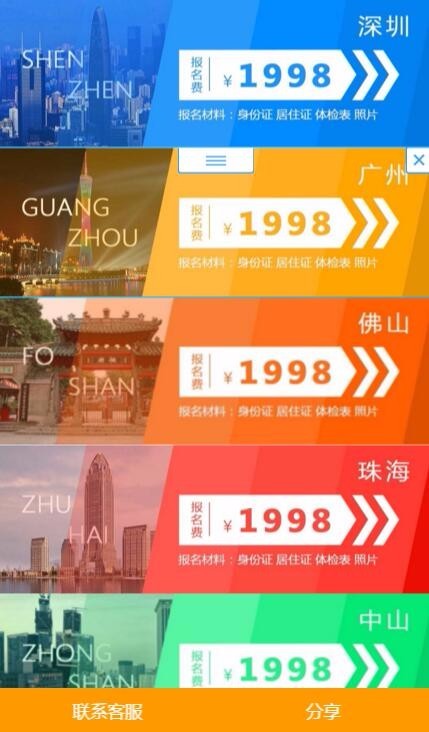 深圳
SHEN
ZHEN
报名费
￥1998
报名材料：身份证 居住证 体检表 照片
广州
GUANG
ZHOU
报名费
￥1998
报名材料：身份证 居住证 体检表 照片
佛山
FO
SHAN
报名费
￥1998
报名材料：身份证 居住证 体检表 照片
珠海
ZHU
HAI
报名费
￥1998
报名材料：身份证 居住证 体检表 照片
中山
ZHONG
SHAN
报名费
￥1998
联系客服
分享